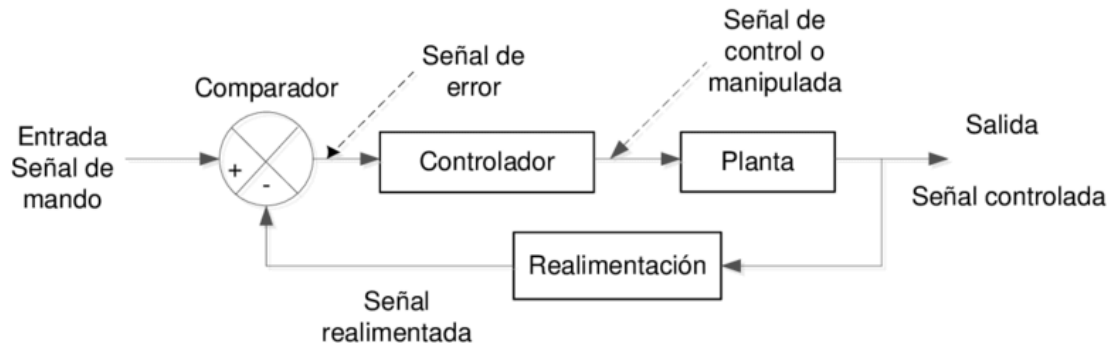 Señal de
error
Señal de
control o
manipulada
Comparador
Entrada
Señal de
mando
+
-
Controlador
Planta
Salida
Señal controlada
Realimentación
Señal
realimentada